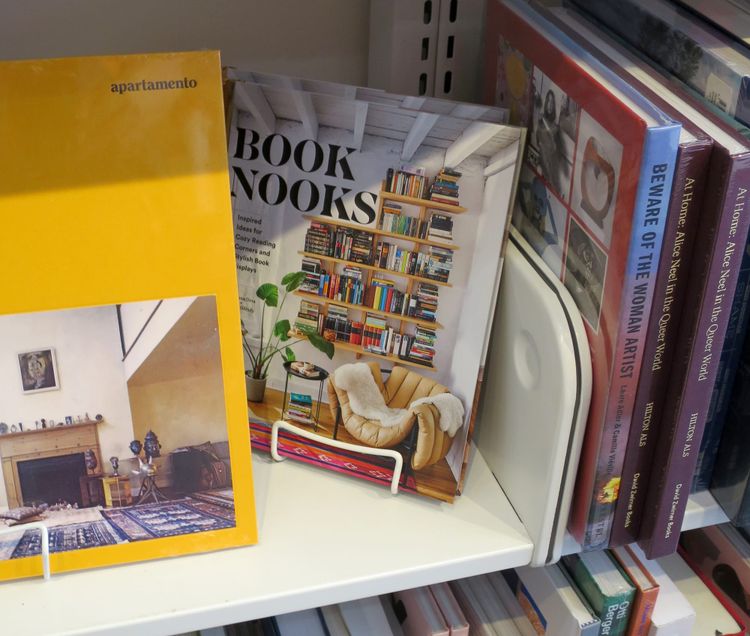 apartamento
BOOK
NOOKS
Inspired
Ideas for
Cozy Reading
Corners and
Stylish Book
Displays
BEWARE OF THE WOMAN ARTIST
At Home: Alice Neel in the Queer World
HILTON ALS
David Zwirner Books
At Home: Alice Neel in the Queer World
HILTON ALS
David Zwirner Books
Otti
Berger